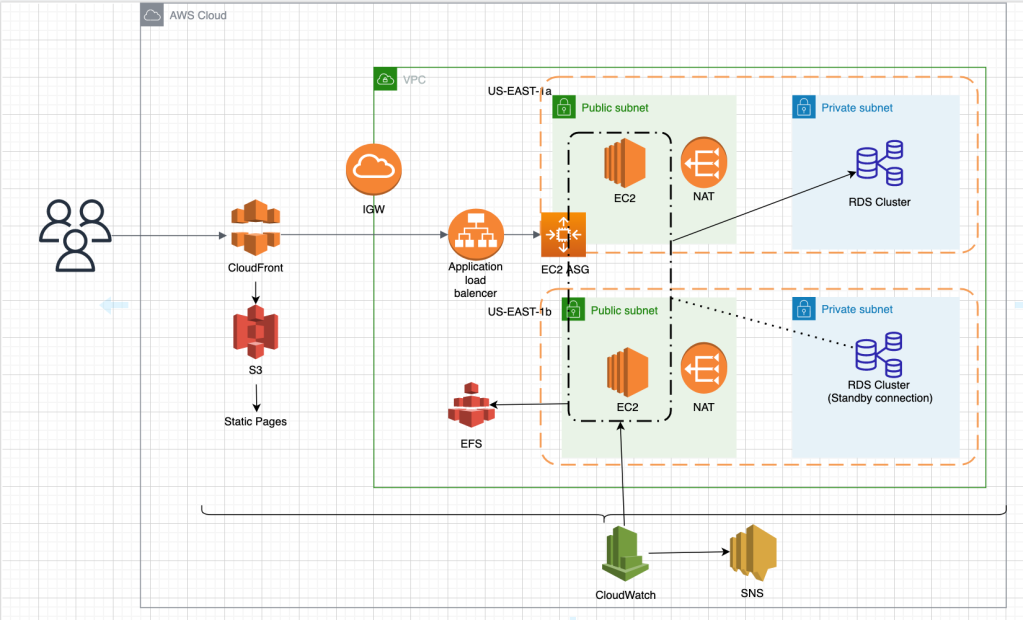 AWS Cloud
VPC
US-EAST-1a
Public subnet
Private subnet
EC2
NAT
RDS Cluster
IGW
CloudFront
Application
load
balencer
EC2 ASG
US-EAST-1b
Public subnet
Private subnet
S3
Static Pages
EFS
EC2
NAT
RDS Cluster
(Standby connection)
CloudWatch
SNS